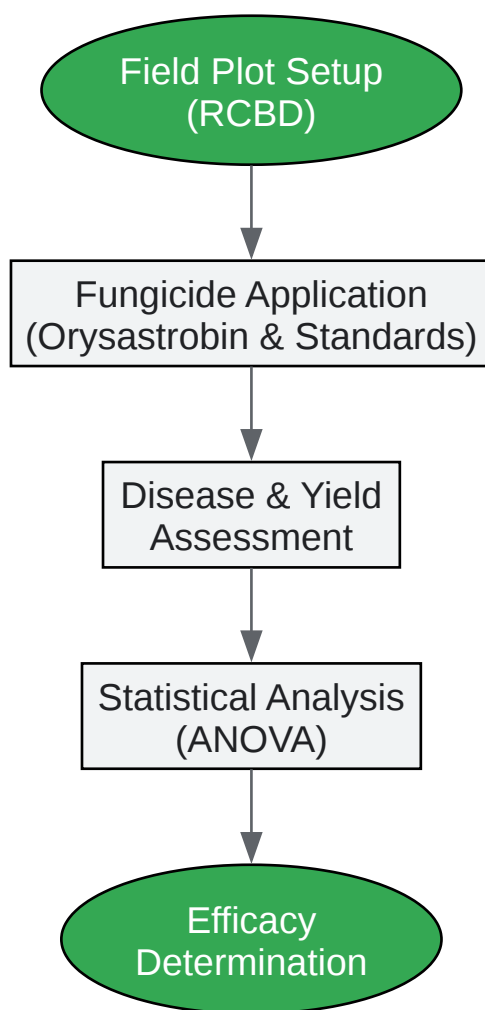 Field Plot Setup
(RCBD)
Fungicide Application
(Orysastrobin & Standards)
Disease & Yield
Assessment
Statistical Analysis
(ANOVA)
Efficacy
Determination